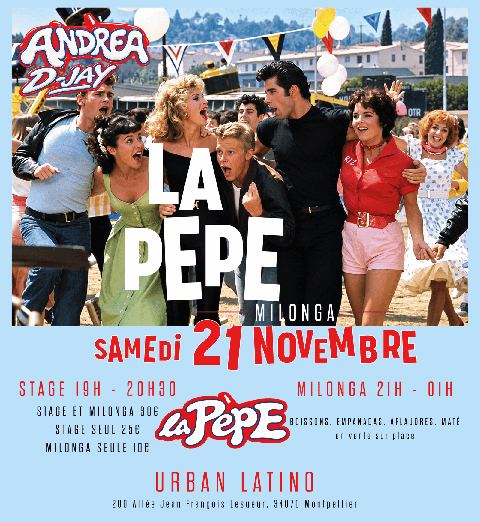 ANDREA
D-JAY
LA
PEPE
MILONGA
SAMEDI 21 NOVEMBRE
STAGE 19H - 20H30
STAGE ET MILONGA 30€
STAGE SEUL 25€
MILONGA SEULE 10€
La PèPE
MILONGA 21H - 01H
BOISSONS, EMPANADAS, AFLAJORES, MATÉ
en vente sur place
URBAN LATINO
200 Allée Jean François Lesueur, 34070 Montpellier